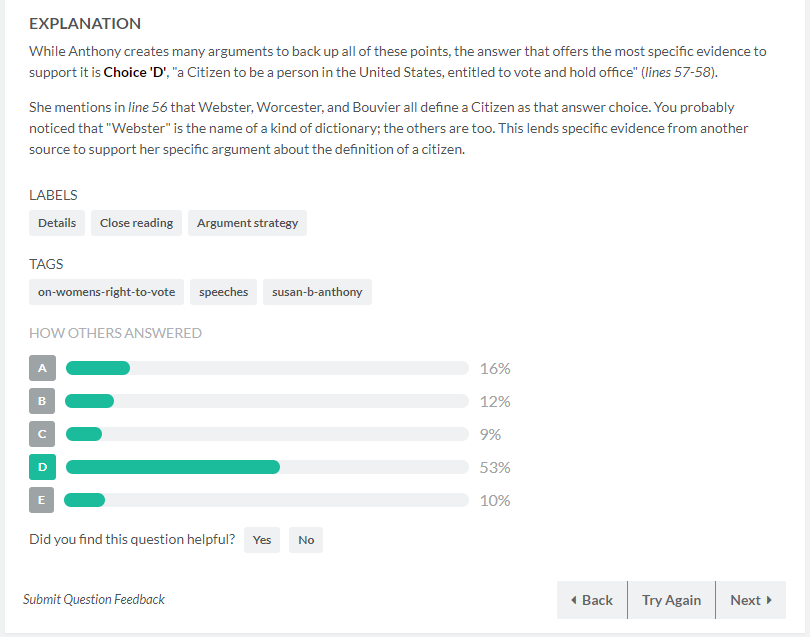 EXPLANATION
While Anthony creates many arguments to back up all of these points, the answer that offers the most specific evidence to
support it is Choice 'D', "a Citizen to be a person in the United States, entitled to vote and hold office" (lines 57-58).
She mentions in line 56 that Webster, Worcester, and Bouvier all define a Citizen as that answer choice. You probably
noticed that "Webster" is the name of a kind of dictionary; the others are too. This lends specific evidence from another
source to support her specific argument about the definition of a citizen.
LABELS
Details Close reading Argument strategy
TAGS
on-womens-right-to-vote speeches susan-b-anthony
HOW OTHERS ANSWERED
A 16%
B 12%
C 9%
D 53%
E 10%
Did you find this question helpful? Yes No
Submit Question Feedback Back Try Again Next